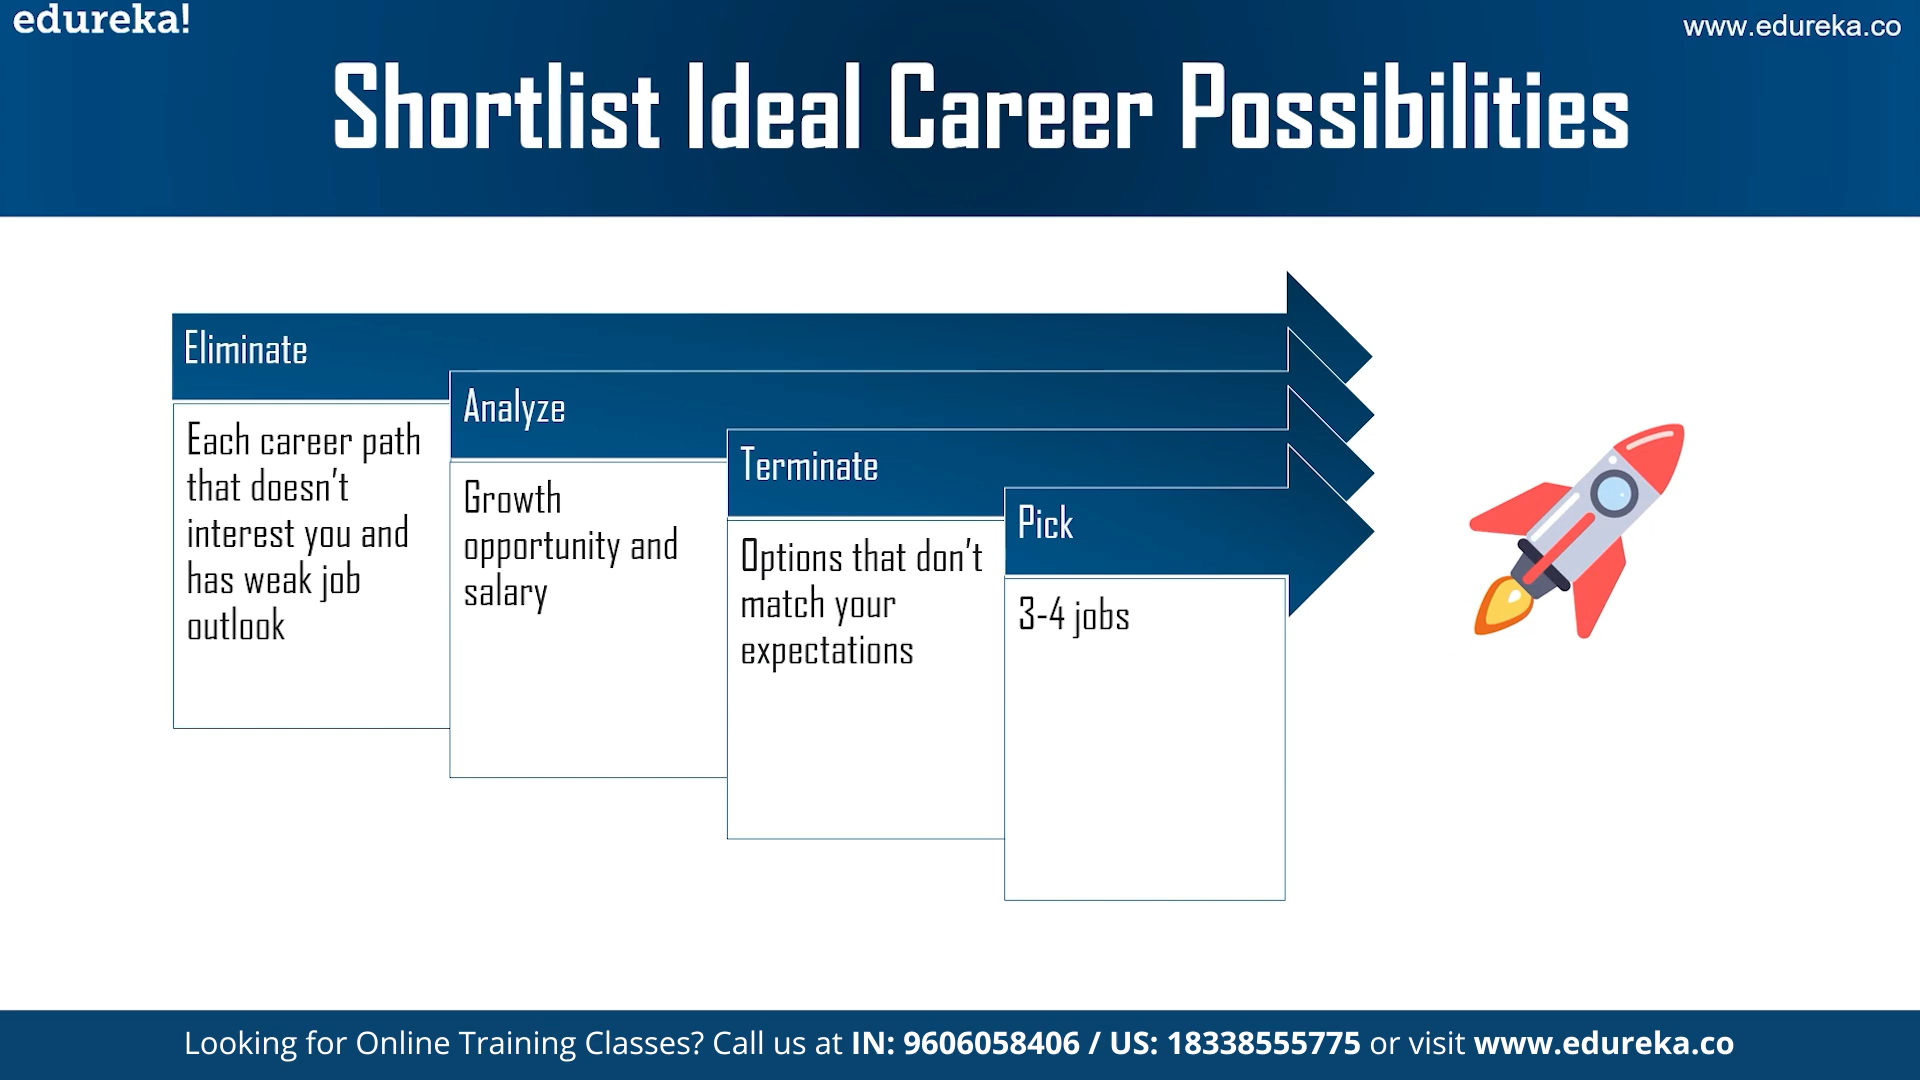 edureka!
www.edureka.co
Shortlist Ideal Career Possibilities
Eliminate
Each career path
that doesn't
interest you and
has weak job
outlook
Analyze
Growth
opportunity and
salary
Terminate
Options that don't
match your
expectations
Pick
3-4 jobs
Looking for Online Training Classes? Call us at IN: 9606058406 / US: 18338555775 or visit www.edureka.co